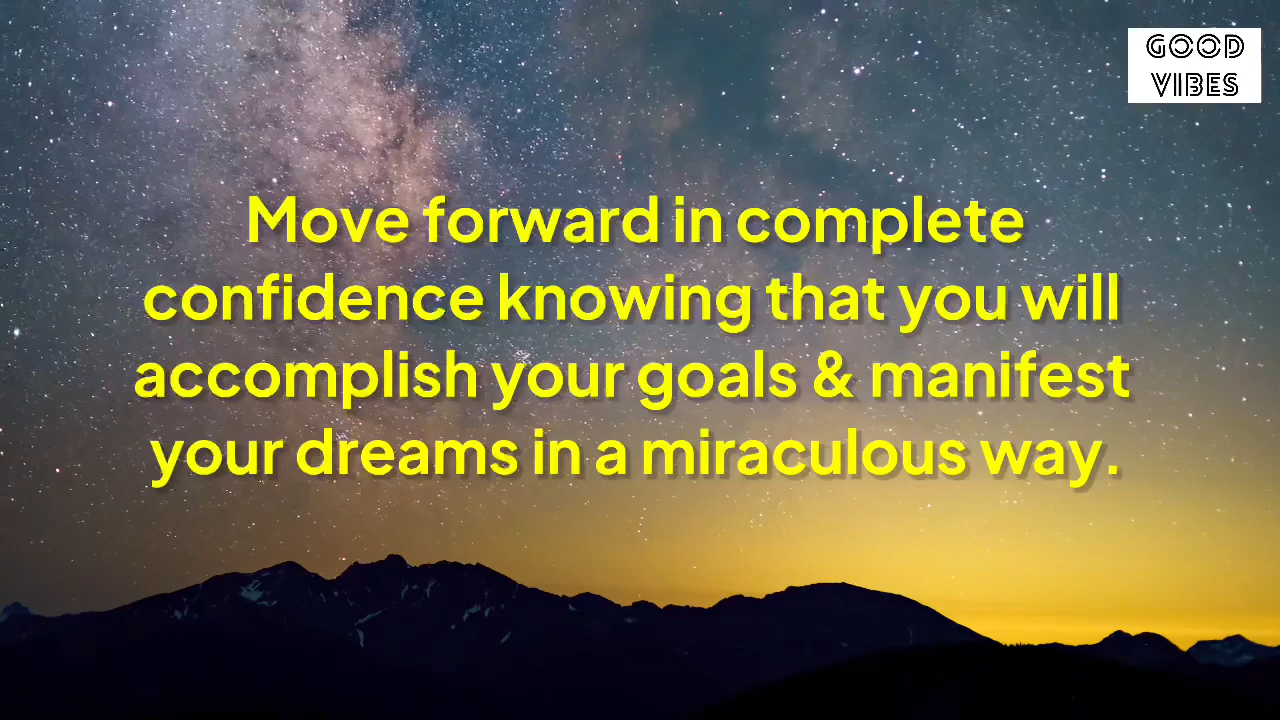 GOOD
VIBES
Move forward in complete
confidence knowing that you will
accomplish your goals & manifest
your dreams in a miraculous way.